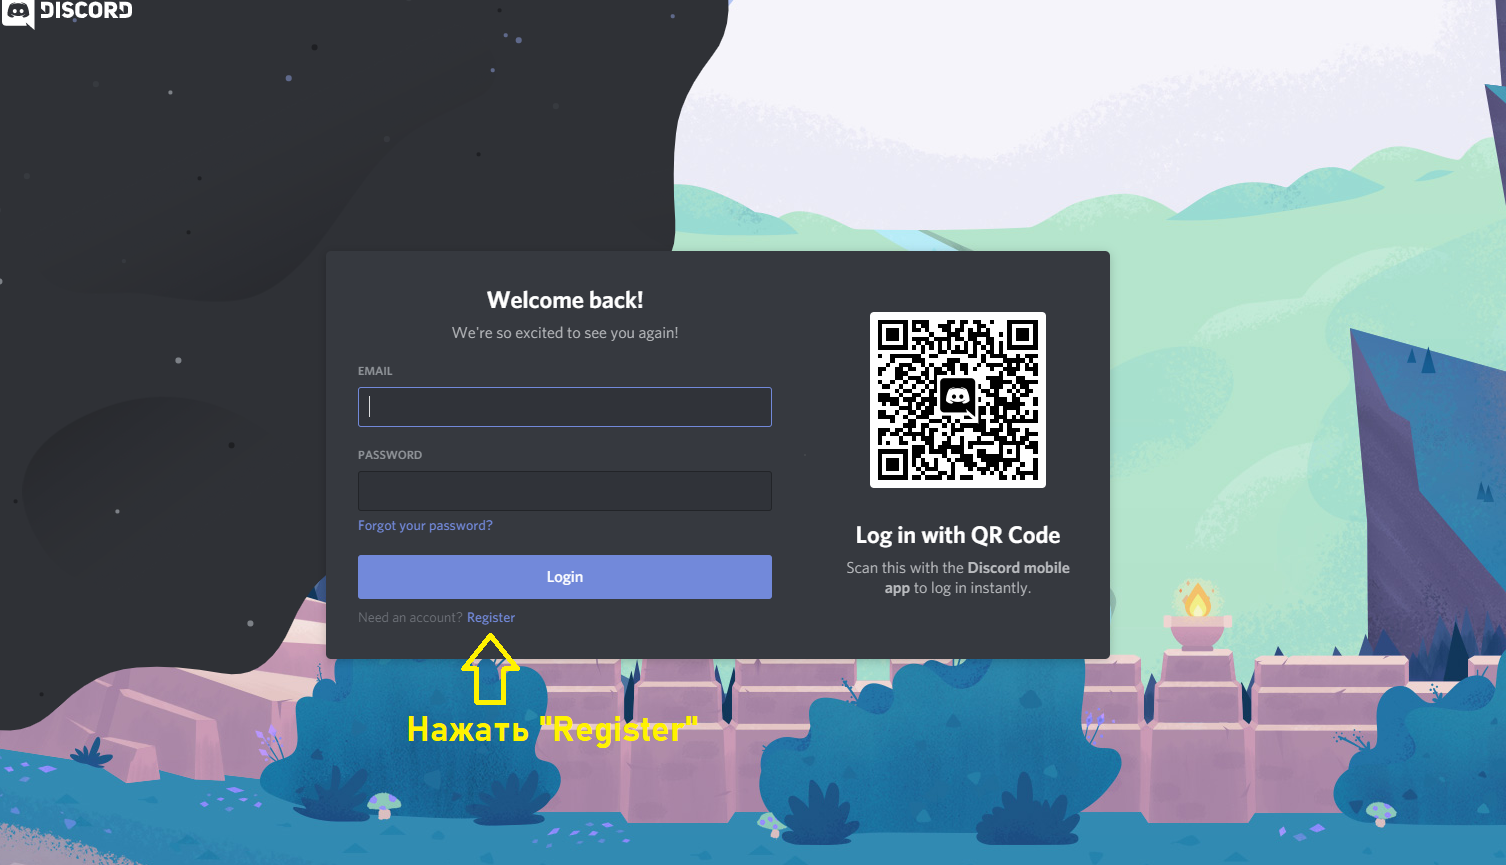 DISCORD
Welcome back!
We're so excited to see you again!
EMAIL
PASSWORD
Forgot your password?
Login
Need an account? Register
Log in with QR Code
Scan this with the Discord mobile
app to log in instantly.
Нажать "Register"